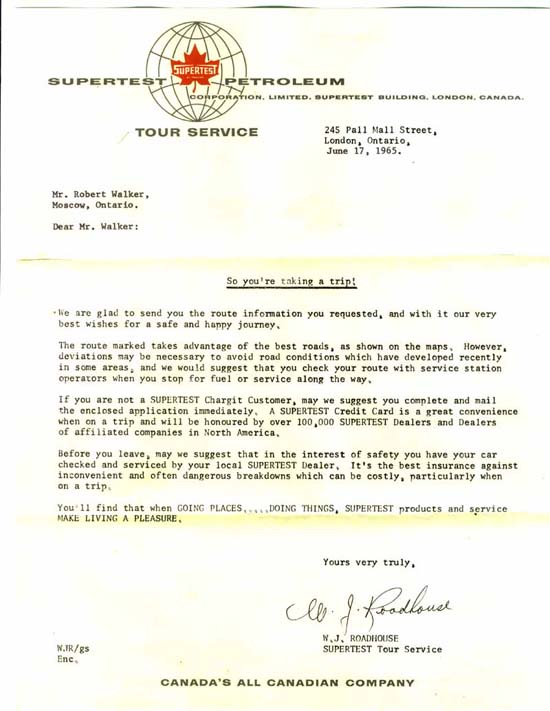 SUPERTEST
SUPERTEST PETROLEUM
CORPORATION, LIMITED. SUPERTEST BUILDING. LONDON, CANADA.
TOUR SERVICE
245 Pall Mall Street,
London, Ontario,
June 17, 1965.
Mr. Robert Walker,
Moscow, Ontario.
Dear Mr. Walker:
So you're taking a trip!
We are glad to send you the route information you requested, and with it our very
best wishes for a safe and happy journey.
The route marked takes advantage of the best roads, as shown on the maps. However,
deviations may be necessary to avoid road conditions which have developed recently
in some areas, and we would suggest that you check your route with service station
operators when you stop for fuel or service along the way.
If you are not a SUPERTEST Chargit Customer, may we suggest you complete and mail
the enclosed application immediately. A SUPERTEST Credit Card is a great convenience
when on a trip and will be honoured by over 100,000 SUPERTEST Dealers and Dealers
of affiliated companies in North America.
Before you leave, may we suggest that in the interest of safety you have your car
checked and serviced by your local SUPERTEST Dealer. It's the best insurance against
inconvenient and often dangerous breakdowns which can be costly, particularly when
on a trip.
You'll find that when GOING PLACES.....DOING THINGS, SUPERTEST products and service
MAKE LIVING A PLEASURE.
Yours very truly,
W. J. Roadhouse
W.J. ROADHOUSE
WJR/gs SUPERTEST Tour Service
Enc.
CANADA'S ALL CANADIAN COMPANY